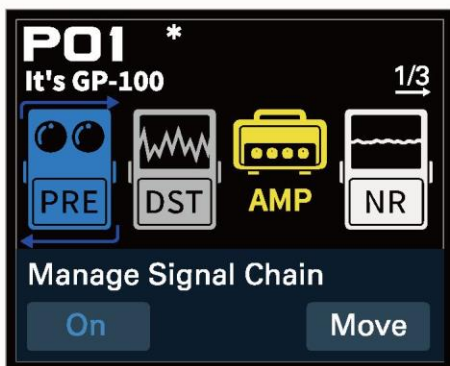 P01 *
It's GP-100
1/3
PRE DST AMP NR
Manage Signal Chain
On Move